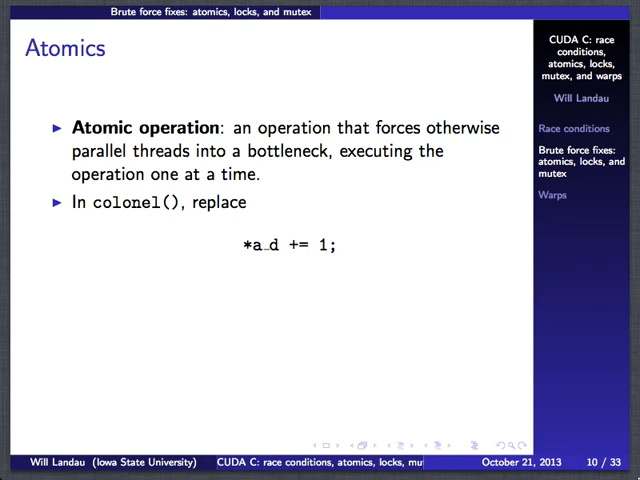 Brute force fixes: atomics, locks, and mutex
Atomics
Atomic operation: an operation that forces otherwise
parallel threads into a bottleneck, executing the
operation one at a time.
In colonel(), replace
*a_d += 1;
CUDA C: race
conditions,
atomics, locks,
mutex, and warps
Will Landau
Race conditions
Brute force fixes:
atomics, locks, and
mutex
Warps
Will Landau (Iowa State University)
CUDA C: race conditions, atomics, locks, mu
October 21, 2013
10 / 33